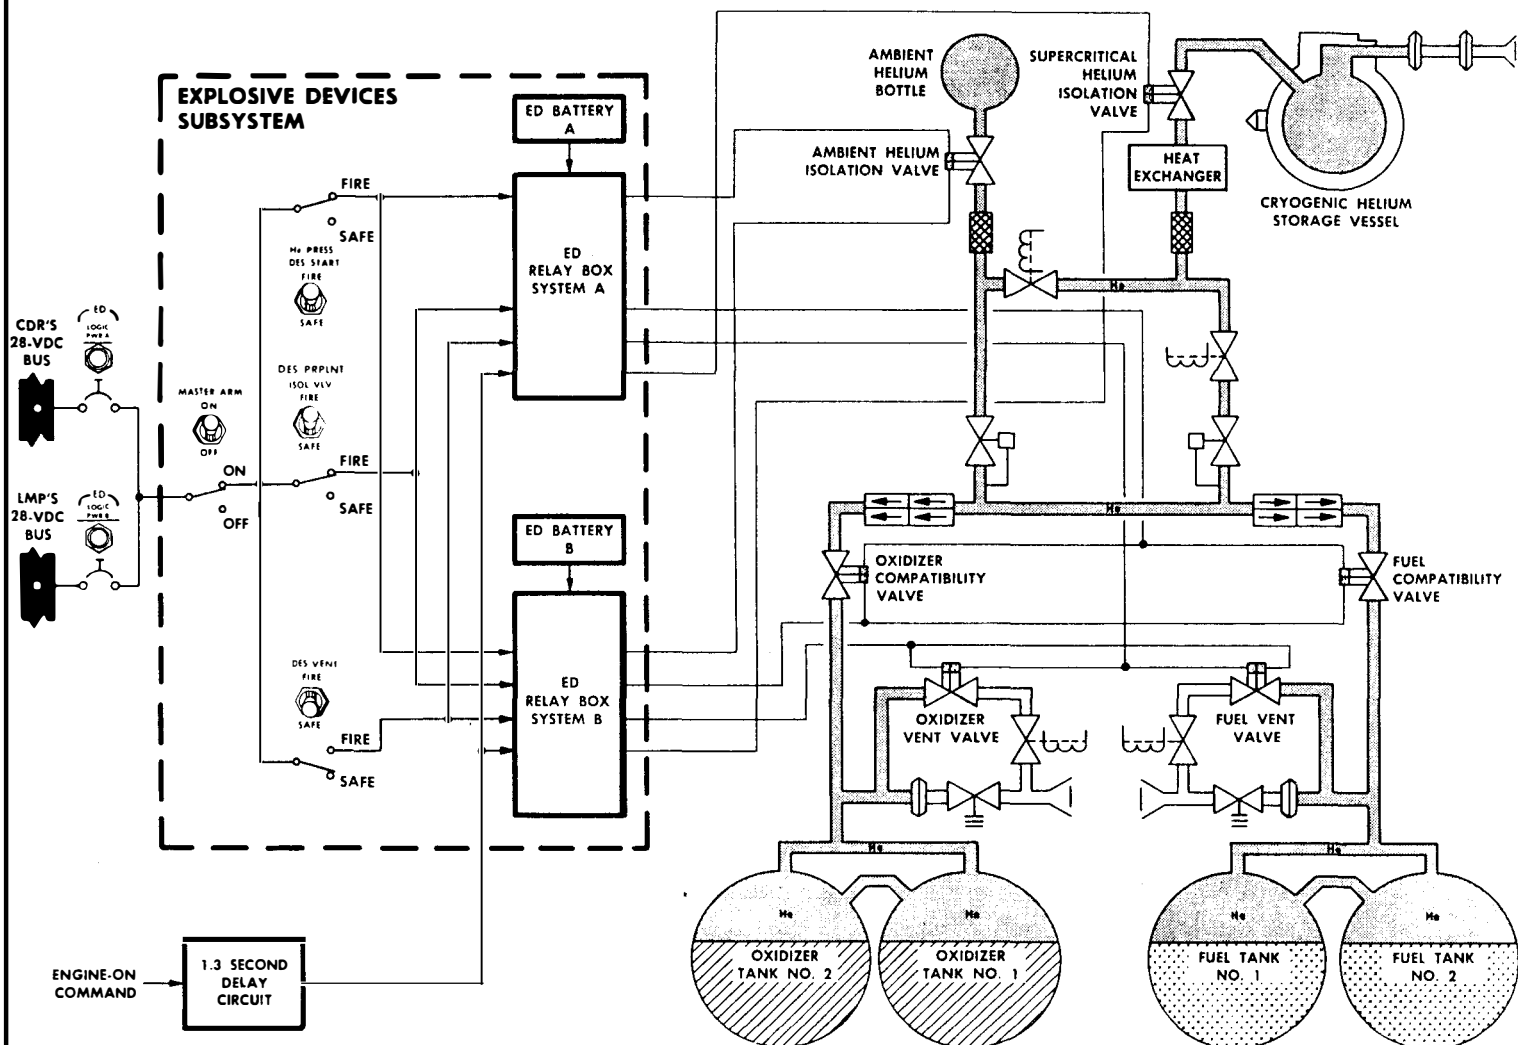 EXPLOSIVE DEVICES
SUBSYSTEM
ED BATTERY
A
FIRE
SAFE
He PRESS
DES START
FIRE
SAFE
ED
RELAY BOX
SYSTEM A
CDR'S
28-VDC
BUS
ED
LOGIC
PWR A
MASTER ARM
ON
OFF
DES PRPLNT
ISOL VLV
FIRE
SAFE
ON
OFF
FIRE
SAFE
LMP'S
28-VDC
BUS
ED
LOGIC
PWR B
ED BATTERY
B
DES VENT
FIRE
SAFE
FIRE
SAFE
ED
RELAY BOX
SYSTEM B
ENGINE-ON
COMMAND
1.3 SECOND
DELAY
CIRCUIT
AMBIENT
HELIUM
BOTTLE
SUPERCRITICAL
HELIUM
ISOLATION
VALVE
AMBIENT HELIUM
ISOLATION VALVE
HEAT
EXCHANGER
CRYOGENIC HELIUM
STORAGE VESSEL
He
He
OXIDIZER
COMPATIBILITY
VALVE
FUEL
COMPATIBILITY
VALVE
OXIDIZER
VENT VALVE
FUEL VENT
VALVE
He
He
He
He
He
He
OXIDIZER
TANK NO. 2
OXIDIZER
TANK NO. 1
FUEL TANK
NO. 1
FUEL TANK
NO. 2